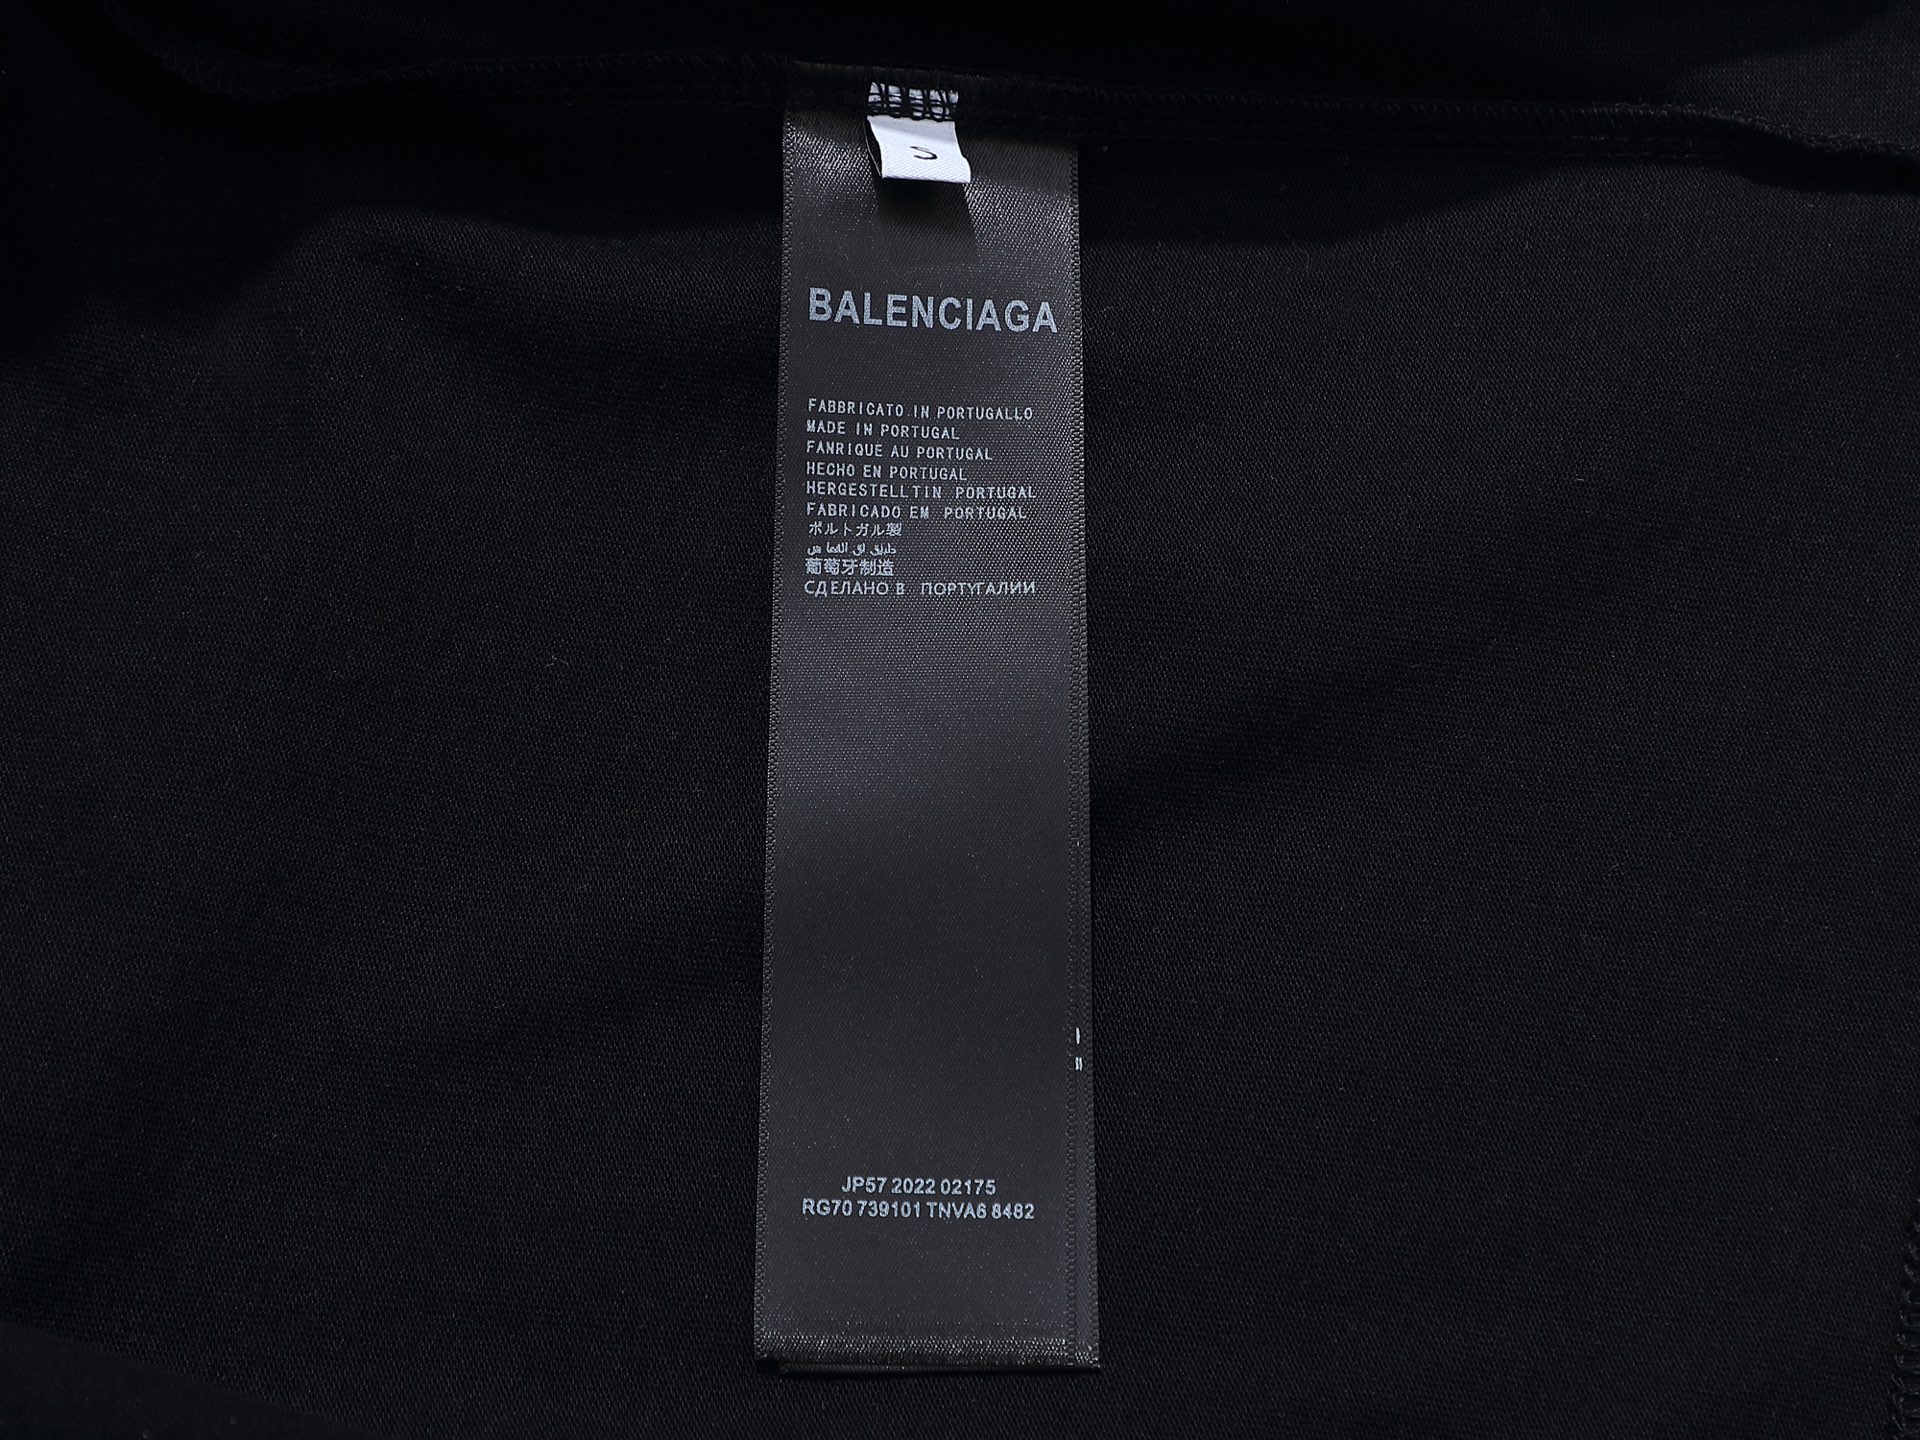 S
BALENCIAGA
FABBRICATO IN PORTUGALLO
MADE IN PORTUGAL
FANRIQUE AU PORTUGAL
HECHO EN PORTUGAL
HERGESTELLTIN PORTUGAL
FABRICADO EM PORTUGAL
ポルトガル製
葡萄牙制造
СДЕЛАНО В ПОРТУГАЛИИ
JP57 2022 02175
RG70 739101 TNVA6 8482